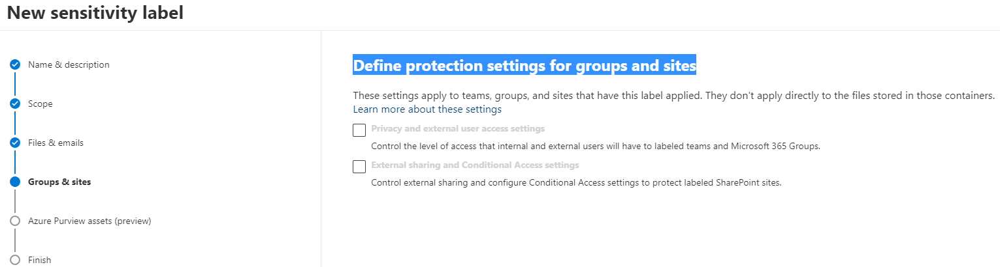 New sensitivity label
Name & description
Scope
Files & emails
Groups & sites
Azure Purview assets (preview)
Finish
Define protection settings for groups and sites
These settings apply to teams, groups, and sites that have this label applied. They don't apply directly to the files stored in those containers.
Learn more about these settings
Privacy and external user access settings
Control the level of access that internal and external users will have to labeled teams and Microsoft 365 Groups.
External sharing and Conditional Access settings
Control external sharing and configure Conditional Access settings to protect labeled SharePoint sites.